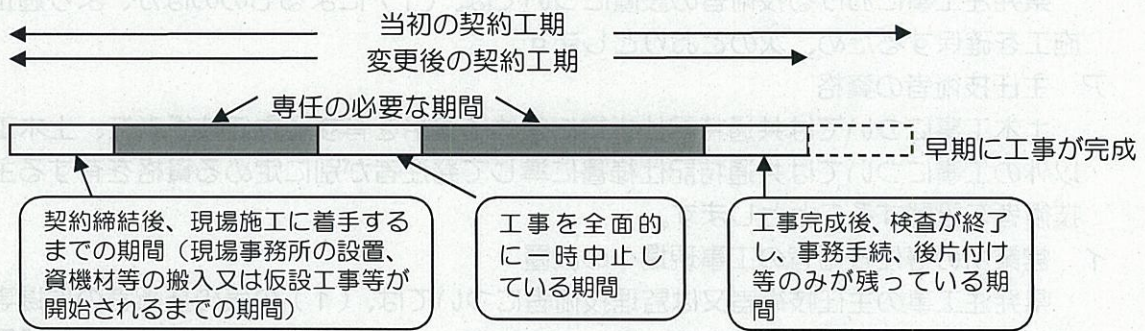 当初の契約工期
変更後の契約工期
専任の必要な期間
早期に工事が完成
契約締結後、現場施工に着手する
までの期間（現場事務所の設置、
資機材等の搬入又は仮設工事等が
開始されるまでの期間）
工事を全面的
に一時中止し
ている期間
工事完成後、検査が終了
し、事務手続、後片付け
等のみが残っている期
間